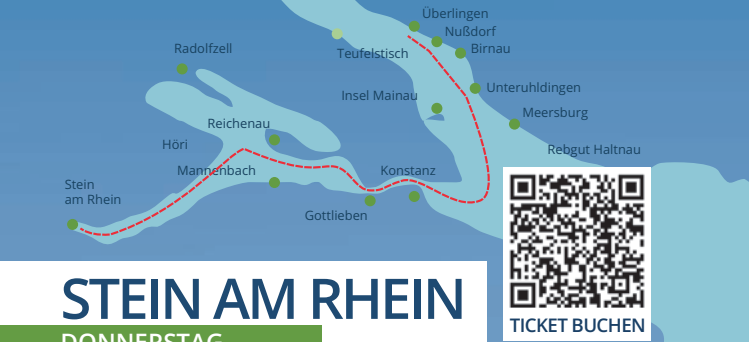 Überlingen
Nußdorf
Birnau
Radolfzell
Teufelstisch
Unteruhldingen
Insel Mainau
Meersburg
Reichenau
Höri
Rebgut Haltnau
Mannenbach
Konstanz
Stein
am Rhein
Gottlieben
STEIN AM RHEIN
TICKET BUCHEN
DONNERSTAG